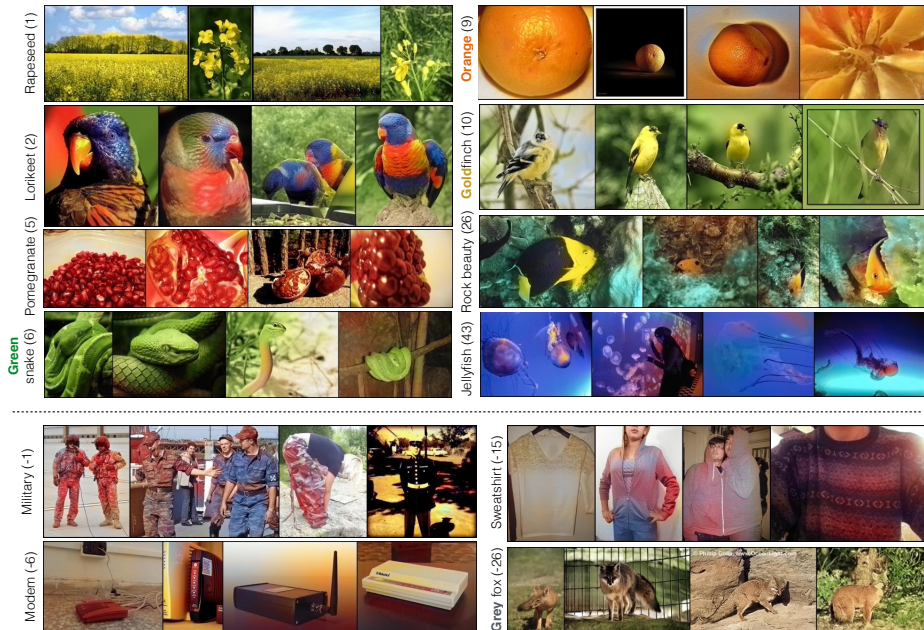 Rapeseed (1)
Orange (9)
Lorikeet (2)
Goldfinch (10)
Pomegranate (5)
Rock beauty (26)
Green
snake (6)
Jellyfish (43)
Military (-1)
Sweatshirt (-15)
Modem (-6)
Grey fox (-26)